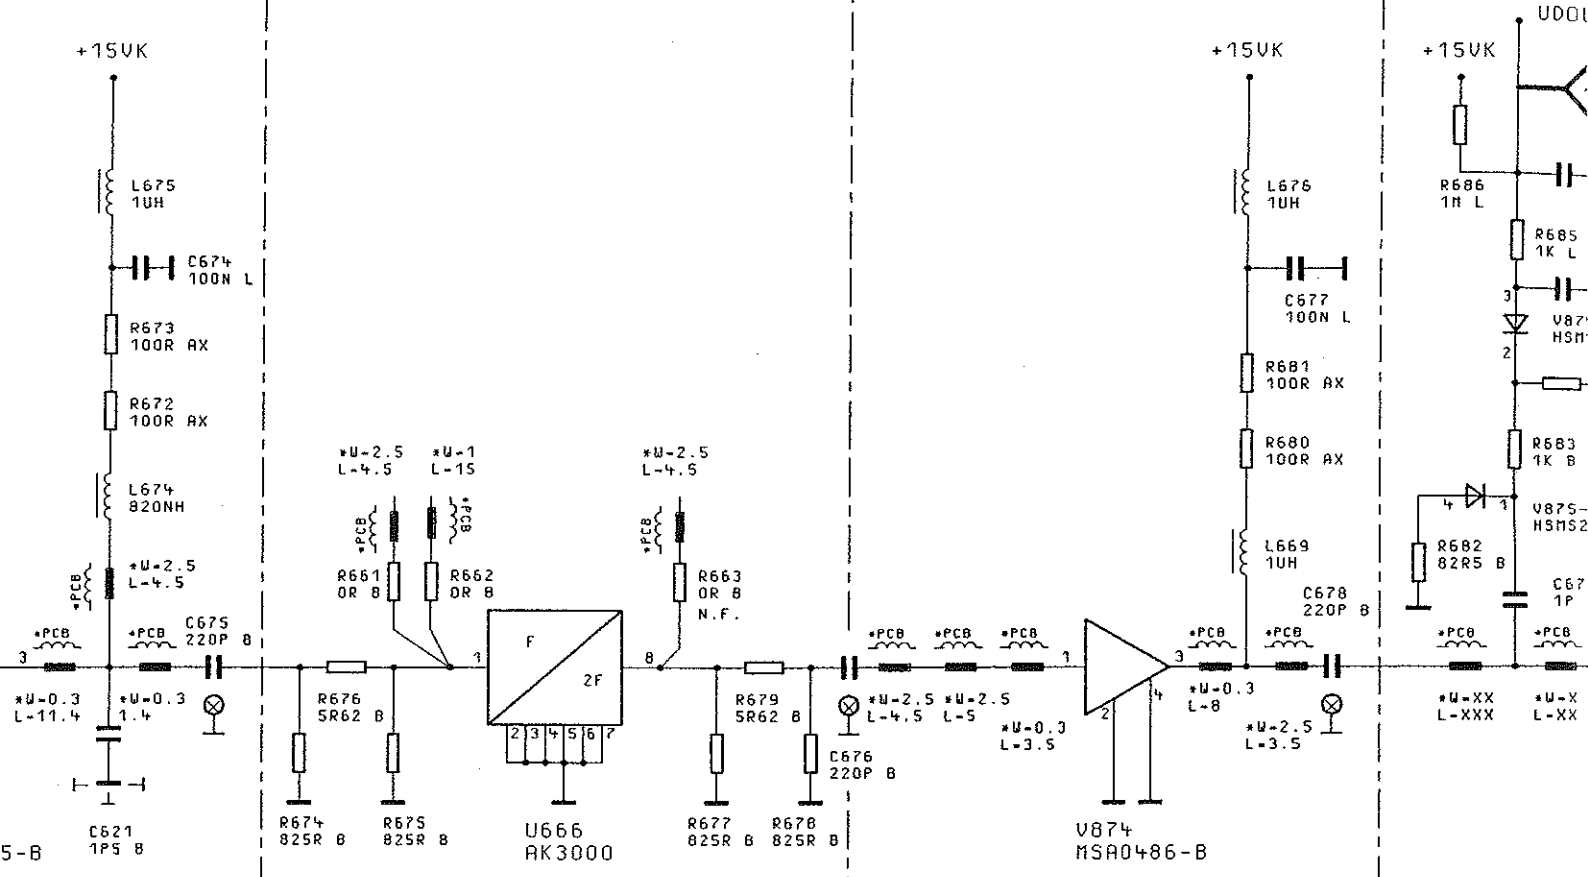 +15VK
L675
1UH
C674
100N L
R673
100R AX
R672
100R AX
L674
820NH
*PCB
*W=2.5
L=4.5
*PCB
*PCB
C675
220P B
3
*W=0.3
L=11.4
*W=0.3
1.4
C621
1P5 B
5-B
*W=2.5
L=4.5
*W=1
L=15
*PCB
*PCB
R661
0R B
R662
0R B
R676
5R62 B
R674
825R B
R675
825R B
1
F
2F
8
2 3 4 5 6 7
U666
AK3000
*W=2.5
L=4.5
*PCB
R663
0R B
N.F.
R679
5R62 B
R677
825R B
R678
825R B
C676
220P B
*PCB
*PCB
*PCB
*W=2.5
L=4.5
*W=2.5
L=5
*W=0.3
L=3.5
1
2
3
4
V874
MSA0486-B
+15VK
L676
1UH
C677
100N L
R681
100R AX
R680
100R AX
L669
1UH
*PCB
*PCB
C678
220P B
*W=0.3
L=8
*W=2.5
L=3.5
+15VK
R686
1M L
R685
1K L
3
2
R683
1K B
4
1
V875-
HSMS2
R682
82R5 B
C67
1P
*PCB
*PCB
*W=XX
L=XXX
*W=X
L=XX